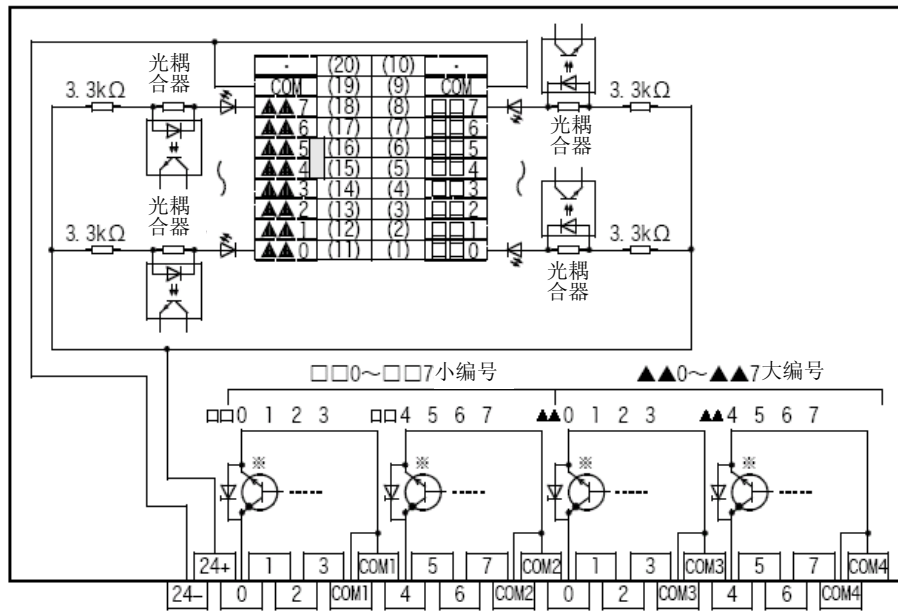 光耦
合器
3.3kΩ
· (20) (10) ·
COM (19) (9) COM
▲▲7 (18) (8) □□7
▲▲6 (17) (7) □□6
▲▲5 (16) (6) □□5
▲▲4 (15) (5) □□4
▲▲3 (14) (4) □□3
▲▲2 (13) (3) □□2
▲▲1 (12) (2) □□1
▲▲0 (11) (1) □□0
3.3kΩ
光耦
合器
光耦
合器
3.3kΩ
3.3kΩ
光耦
合器
□□0～□□7小编号
▲▲0～▲▲7大编号
□□0 1 2 3
□□4 5 6 7
▲▲0 1 2 3
▲▲4 5 6 7
※ ※ ※ ※
24+ 1 3 COM1 5 7 COM2 1 3 COM3 5 7 COM4
24- 0 2 COM1 4 6 COM2 0 2 COM3 4 6 COM4